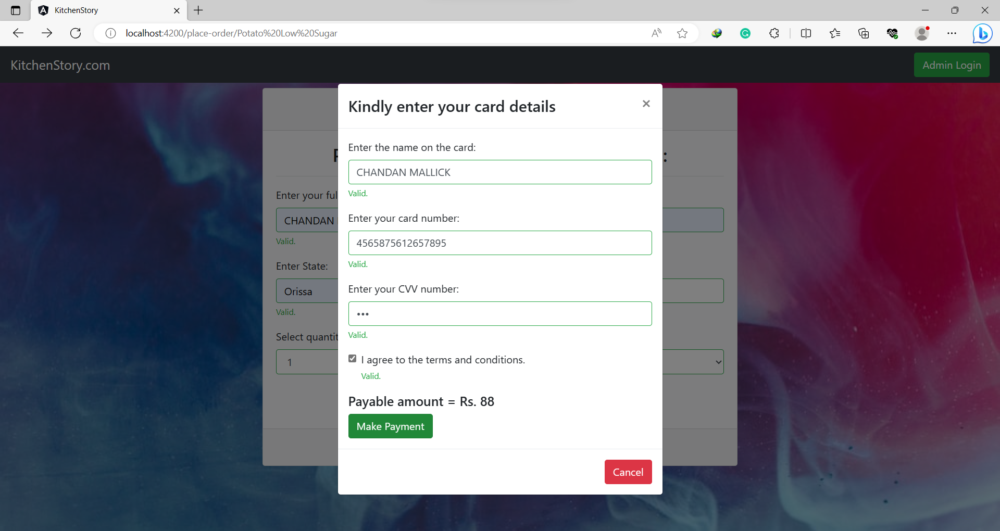 KitchenStory
localhost:4200/place-order/Potato%20Low%20Sugar
KitchenStory.com
Admin Login
Kindly enter your card details
×
Enter the name on the card:
CHANDAN MALLICK
Valid.
Enter your card number:
4565875612657895
Valid.
Enter your CVV number:
•••
Valid.
I agree to the terms and conditions.
Valid.
Payable amount = Rs. 88
Make Payment
Cancel
:
Enter your ful
CHANDAN
Valid.
Enter State:
Orissa
Valid.
Select quantit
1